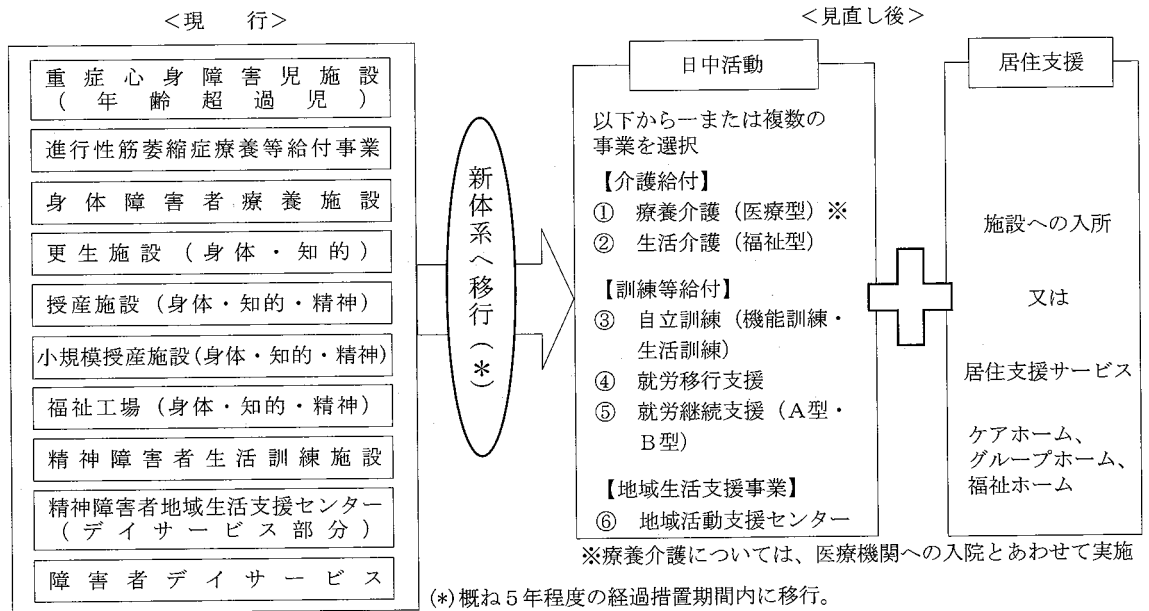 ＜現　行＞
重症心身障害児施設
（年齢超過児）
進行性筋萎縮症療養等給付事業
身体障害者療養施設
更生施設（身体・知的）
授産施設（身体・知的・精神）
小規模授産施設(身体・知的・精神)
福祉工場（身体・知的・精神）
精神障害者生活訓練施設
精神障害者地域生活支援センター
（デイサービス部分）
障害者デイサービス
新体系へ移行(*)
＜見直し後＞
日中活動
以下から一または複数の
事業を選択
【介護給付】
①　療養介護（医療型）※
②　生活介護（福祉型）
【訓練等給付】
③　自立訓練（機能訓練・
生活訓練）
④　就労移行支援
⑤　就労継続支援（A型・
B型）
【地域生活支援事業】
⑥　地域活動支援センター
居住支援
施設への入所
又は
居住支援サービス
ケアホーム、
グループホーム、
福祉ホーム
※療養介護については、医療機関への入院とあわせて実施
(*)概ね５年程度の経過措置期間内に移行。